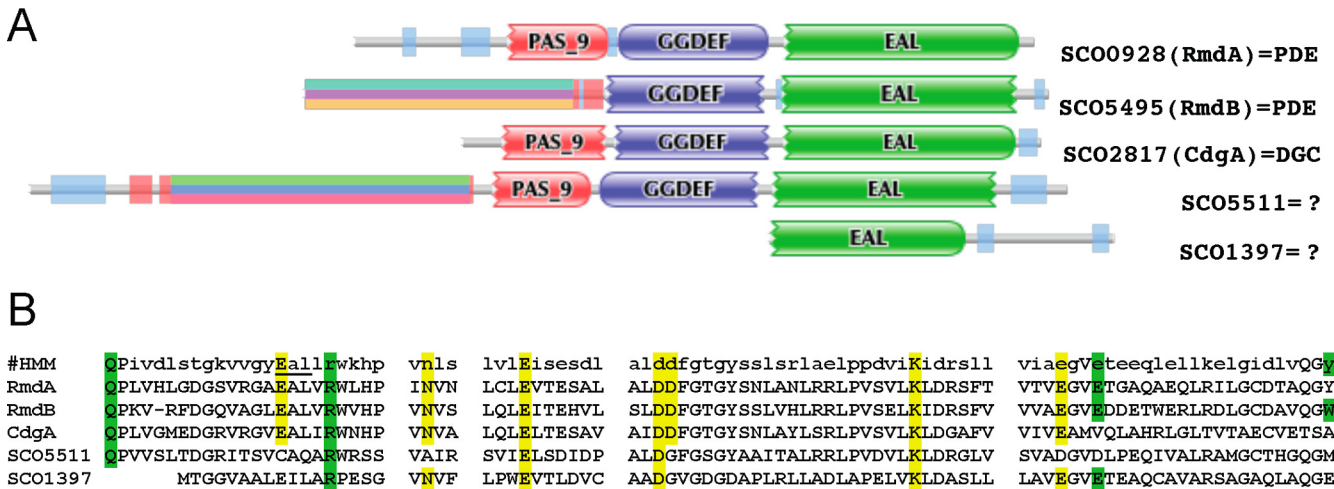 A
PAS_9 GGDEF EAL SCO0928(RmdA)=PDE
GGDEF EAL SCO5495(RmdB)=PDE
PAS_9 GGDEF EAL SCO2817(CdgA)=DGC
PAS_9 GGDEF EAL SCO5511=?
EAL SCO1397=?
B
#HMM QPivdlstgkvvgyEallrwkhp vnls lvlEisesdl alddfgtgysslsrlaelppdviKidrsll viaegVeteeqlellkelgidlvQGy
RmdA QPLVHLGDGSVRGAEALVRWLHP INVN LCLEVTESAL ALDDFGTGYSNLANLRRLPVSELKLDRSFT VTVEGVETGAQAEQLRILGCDTAQGY
RmdB QPKV-RFDGQVAGLEALVRWVHP VNVS LQLEITEHVL SLDDFGTGYSSLVHLRRLPVSELKIDRSFV VVAEGVEDDETWERLRDLGCDAVQGW
CdgA QPLVGMEDGRVRGVEALIRWNHP VNVA LQLELTESAV AIDDFGTGYSNLAYLSRLPVSVLKLDGAFV VIVEAMVQLAHRLGLTVTAECVETSA
SCO5511 QPVVSLTDGRITSVCAQARWRSS VAIR SVIELSDIDP ALDGFGSGYAAITALRRLPVDVLKLDRGLV SVADGVDLPEQIVALRAMGCTHGQGM
SCO1397 MTGGVAALEILARPESG VNVF LPWEVTLDVC AADGVGDGDAPLRLLADLAPELVKLDASLL LAVEGVETEAQCAVARSAGAQLAQGE